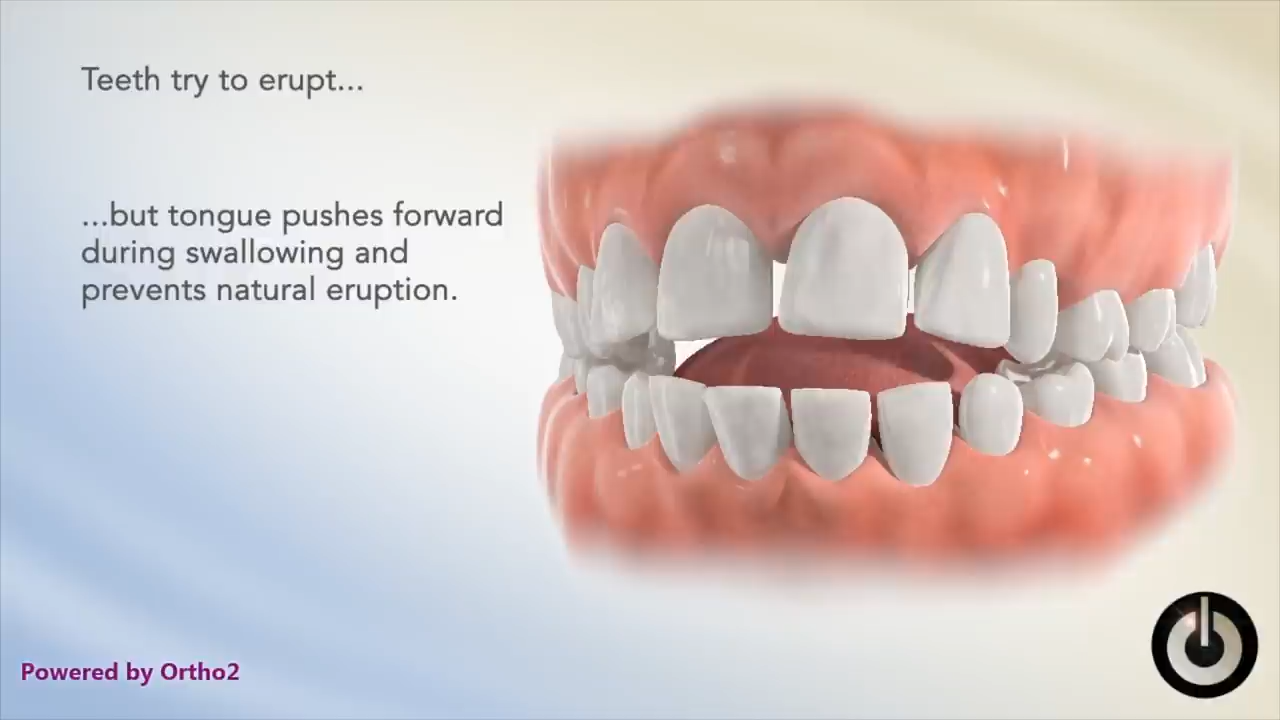 Teeth try to erupt...
...but tongue pushes forward
during swallowing and
prevents natural eruption.
Powered by Ortho2